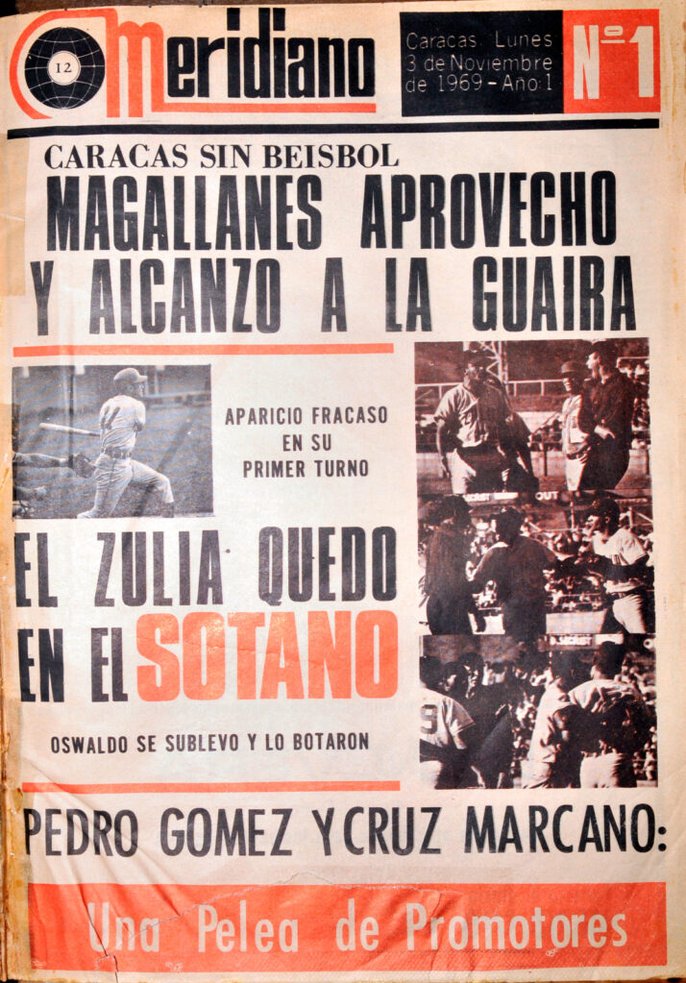 12
Meridiano
Caracas, Lunes
3 de Noviembre
de 1969 - Año:1
Nº1
CARACAS SIN BEISBOL
MAGALLANES APROVECHO
Y ALCANZO A LA GUAIRA
APARICIO FRACASO
EN SU
PRIMER TURNO
OUT
EL ZULIA QUEDO
EN EL SOTANO
OSWALDO SE SUBLEVO Y LO BOTARON
9
PEDRO GOMEZ Y CRUZ MARCANO:
Una Pelea de Promotores